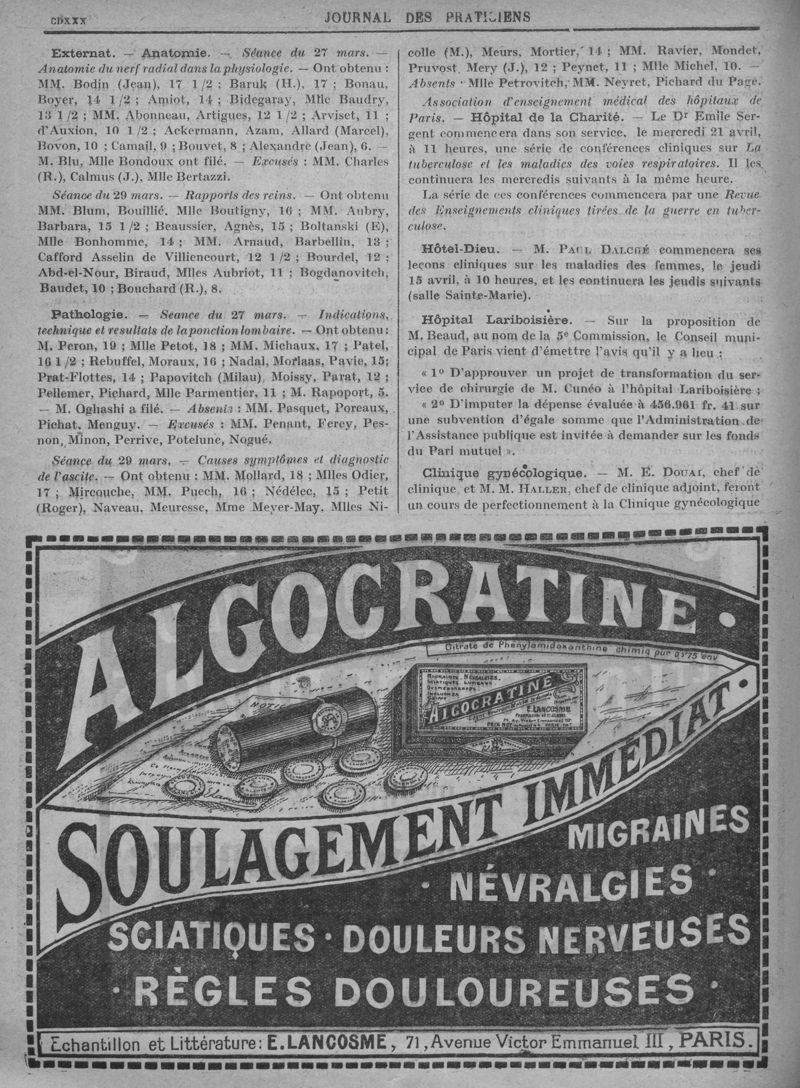 CDXXX
JOURNAL DES PRATICIENS
Externat. — Anatomie. — Séance du 27 mars. —
Anatomie du nerf radial dans la physiologie. — Ont obtenu :
MM. Bodin (Jean), 17 1/2 ; Baruk (H.), 17 ; Bonau,
Boyer, 14 1/2 ; Amiot, 14 ; Bidegaray, Mlle Baudry,
13 1/2 ; MM. Abonneau, Artigues, 12 1/2 ; Arviset, 11 ;
d'Auxion, 10 1/2 ; Ackermann, Azam, Allard (Marcel),
Bovon, 10 ; Camail, 9 ; Bouvet, 8 ; Alexandre (Jean), 6. —
M. Blu, Mlle Bondoux ont filé. — Excusés : MM. Charles
(R.), Calmus (J.), Mlle Bertazzi.
Séance du 29 mars. — Rapports des reins. — Ont obtenu
MM. Blum, Bouillié, Mlle Boutigny, 16 ; MM. Aubry,
Barbara, 15 1/2 ; Beaussier, Agnès, 15 ; Boltanski (E),
Mlle Bonhomme, 14 ; MM. Arnaud, Barbellin, 13 ;
Cafford Asselin de Villiencourt, 12 1/2 ; Bourdel, 12 ;
Abd-el-Nour, Biraud, Mlles Aubriot, 11 ; Bogdanovitch,
Baudet, 10 ; Bouchard (R.), 8.
Pathologie. — Séance du 27 mars. — Indications,
technique et resultats de la ponction lombaire. — Ont obtenu :
M. Peron, 19 ; Mlle Petot, 18 ; MM. Michaux, 17 ; Patel,
16 1/2 ; Rebuffel, Moraux, 16 ; Nadal, Morlaas, Pavie, 15;
Prat-Flottes, 14 ; Papovitch (Milau), Moissy, Parat, 12 ;
Pellemer, Pichard, Mlle Parmentier, 11 ; M. Rapoport, 5.
— M. Oghashi a filé. — Absents : MM. Pasquet, Poreaux,
Pichat, Menguy. — Excusés : MM. Penant, Ferey, Pes-
non, Minon, Perrive, Potelune, Nogué.
Séance du 29 mars. — Causes symptômes et diagnostic
de l'ascite. — Ont obtenu : MM. Mollard, 18 ; Mlles Odier,
17 ; Mircouche, MM. Puech, 16 ; Nédélec, 15 ; Petit
(Roger), Naveau, Meuresse, Mme Meyer-May, Mlles Ni-
colle (M.), Meurs, Mortier, 14 ; MM. Ravier, Mondet,
Pruvost, Mery (J.), 12 ; Peynet, 11 ; Mlle Michel, 10. —
Absents : Mlle Petrovitch, MM. Neyret, Pichard du Page.
Association d'enseignement médical des hôpitaux de
Paris. — Hôpital de la Charité. — Le Dr Emile Ser-
gent commencera dans son service, le mercredi 21 avril,
à 11 heures, une série de conférences cliniques sur La
tuberculose et les maladies des voies respiratoires. Il les
continuera les mercredis suivants à la même heure.
La série de ces conférences commencera par une Revue
des Enseignements cliniques tirées de la guerre en tuber-
culose.
Hôtel-Dieu. — M. PAUL DALCHÉ commencera ses
leçons cliniques sur les maladies des femmes, le jeudi
15 avril, à 10 heures, et les continuera les jeudis suivants
(salle Sainte-Marie).
Hôpital Lariboisière. — Sur la proposition de
M. Beaud, au nom de la 5e Commission, le Conseil muni-
cipal de Paris vient d'émettre l'avis qu'il y a lieu :
« 1o D'approuver un projet de transformation du ser-
vice de chirurgie de M. Cunéo à l'hôpital Lariboisière ;
« 2o D'imputer la dépense évaluée à 456.961 fr. 41 sur
une subvention d'égale somme que l'Administration de
l'Assistance publique est invitée à demander sur les fonds
du Pari mutuel ».
Clinique gynécologique. — M. E. DOUAY, chef de
clinique et M. M. HALLER, chef de clinique adjoint, feront
un cours de perfectionnement à la Clinique gynécologique
ALGOCRATINE
Citrate de Phénylamidoxanthine chimiq pur 0gr75 env
ALGOCRATINE
E. LANCOSME
SOULAGEMENT IMMÉDIAT
MIGRAINES
· NÉVRALGIES ·
SCIATIQUES · DOULEURS NERVEUSES
· RÈGLES DOULOUREUSES ·
Echantillon et Littérature: E. LANCOSME, 71, Avenue Victor Emmanuel III, PARIS.